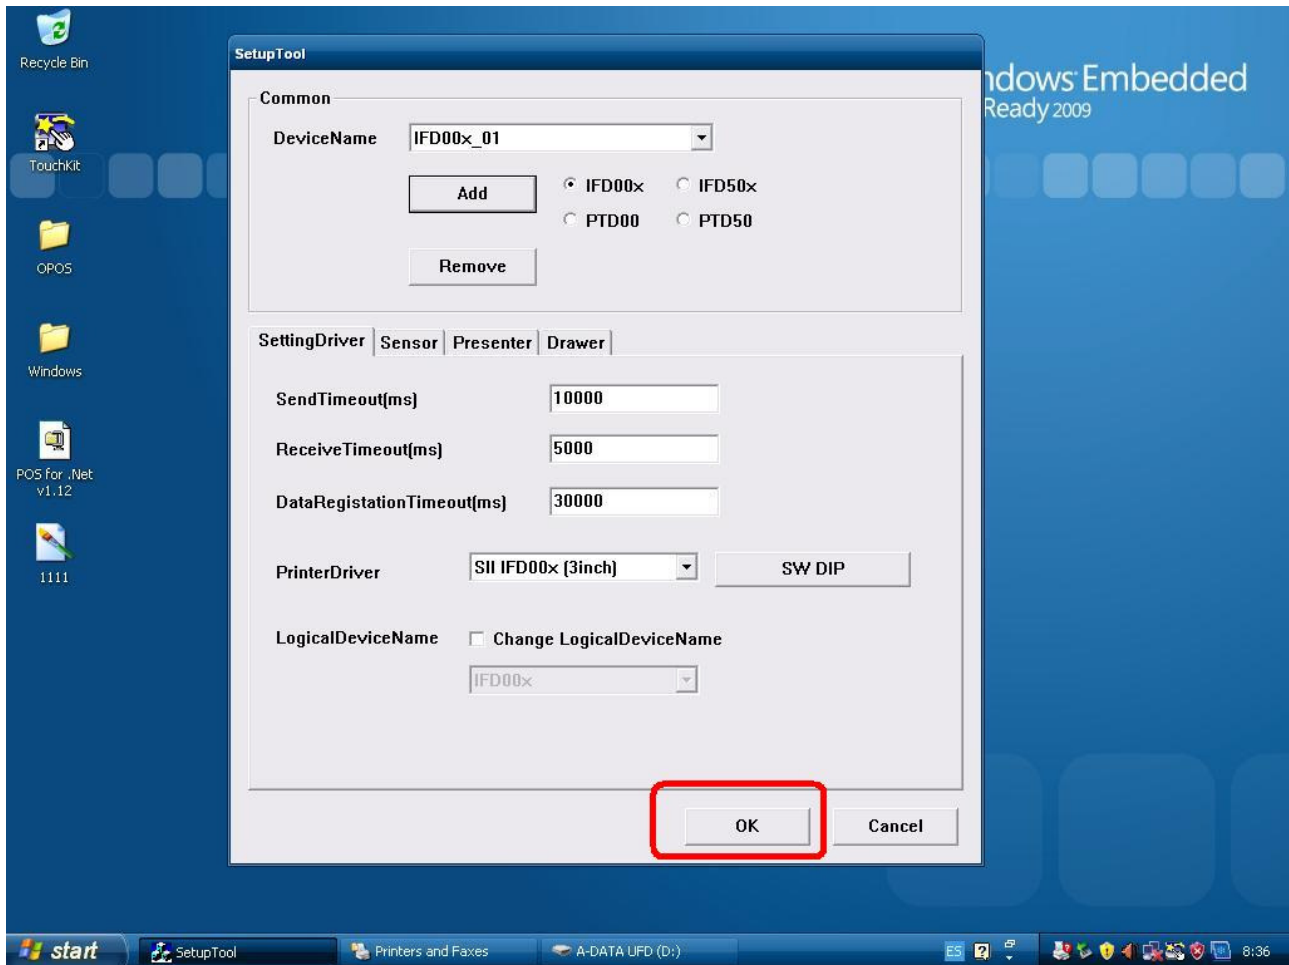 Recycle Bin
TouchKit
OPOS
Windows
POS for .Net
v1.12
1111
ndows Embedded
Ready 2009
SetupTool
Common
DeviceName
IFD00x_01
Add
IFD00x
IFD50x
PTD00
PTD50
Remove
SettingDriver
Sensor
Presenter
Drawer
SendTimeout(ms)
10000
ReceiveTimeout(ms)
5000
DataRegistationTimeout(ms)
30000
PrinterDriver
SII IFD00x (3inch)
SW DIP
LogicalDeviceName
Change LogicalDeviceName
IFD00x
OK
Cancel
start
SetupTool
Printers and Faxes
A-DATA UFD (D:)
ES
8:36